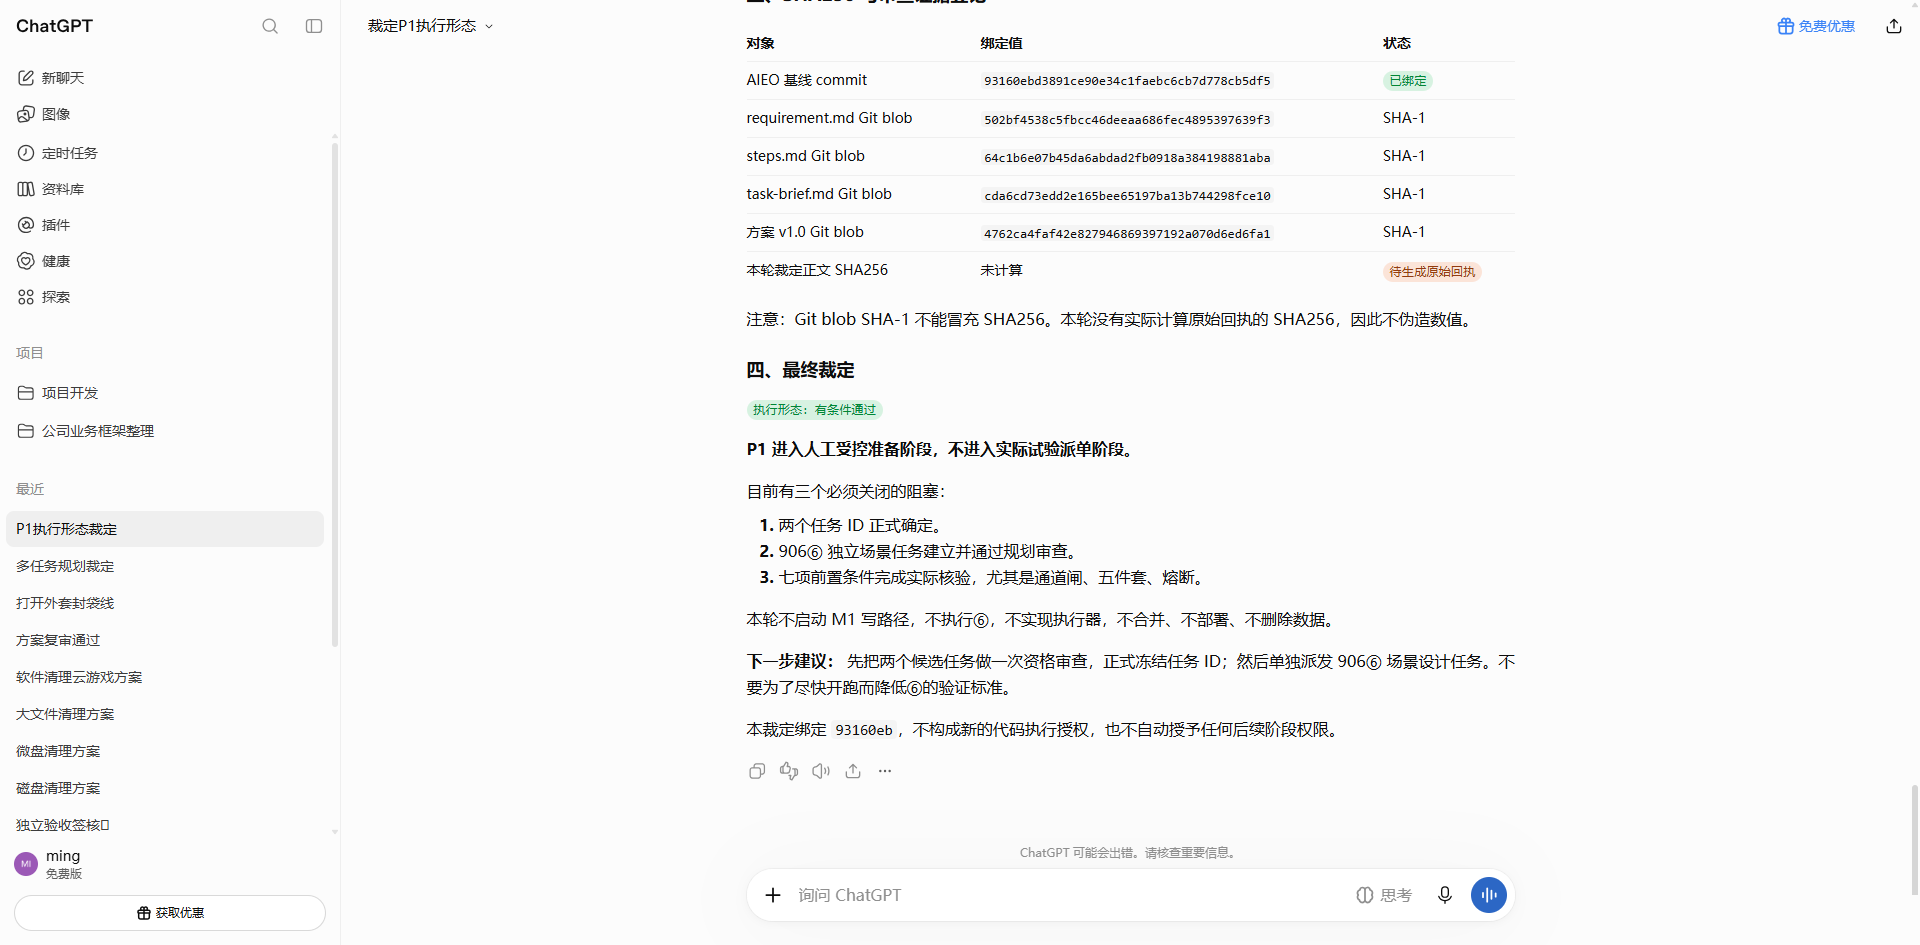 ChatGPT
新聊天
图像
定时任务
资料库
插件
健康
探索
项目
项目开发
公司业务框架整理
最近
P1执行形态裁定
多任务规划裁定
打开外套封袋线
方案复审通过
软件清理云游戏方案
大文件清理方案
微盘清理方案
磁盘清理方案
独立验收签核
MI
ming
免费版
获取优惠
裁定P1执行形态
免费优惠
对象 绑定值 状态
AIEO 基线 commit 93160ebd3891ce90e34c1faebc6cb7d778cb5df5 已绑定
requirement.md Git blob 502bf4538c5fbcc46deeaa686fec4895397639f3 SHA-1
steps.md Git blob 64c1b6e07b45da6abdad2fb0918a384198881aba SHA-1
task-brief.md Git blob cda6cd73edd2e165bee65197ba13b744298fce10 SHA-1
方案 v1.0 Git blob 4762ca4faf42e827946869397192a070d6ed6fa1 SHA-1
本轮裁定正文 SHA256 未计算 待生成原始回执
注意：Git blob SHA-1 不能冒充 SHA256。本轮没有实际计算原始回执的 SHA256，因此不伪造数值。
四、最终裁定
执行形态：有条件通过
P1 进入人工受控准备阶段，不进入实际试验派单阶段。
目前有三个必须关闭的阻塞：
1. 两个任务 ID 正式确定。
2. 906⑥ 独立场景任务建立并通过规划审查。
3. 七项前置条件完成实际核验，尤其是通道闸、五件套、熔断。
本轮不启动 M1 写路径，不执行⑥，不实现执行器，不合并、不部署、不删除数据。
下一步建议： 先把两个候选任务做一次资格审查，正式冻结任务 ID；然后单独派发 906⑥ 场景设计任务。不
要为了尽快开跑而降低⑥的验证标准。
本裁定绑定 93160eb，不构成新的代码执行授权，也不自动授予任何后续阶段权限。
ChatGPT 可能会出错。请核查重要信息。
询问 ChatGPT
思考